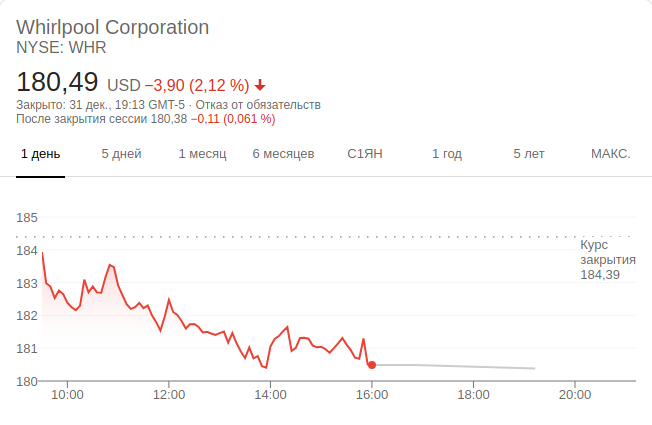 Whirlpool Corporation
NYSE: WHR
180,49 USD −3,90 (2,12 %)
Закрыто: 31 дек., 19:13 GMT-5 · Отказ от обязательств
После закрытия сессии 180,38 −0,11 (0,061 %)
1 день 5 дней 1 месяц 6 месяцев С1ЯН 1 год 5 лет МАКС.
185
184
183
182
181
180
Курс
закрытия
184,39
10:00 12:00 14:00 16:00 18:00 20:00